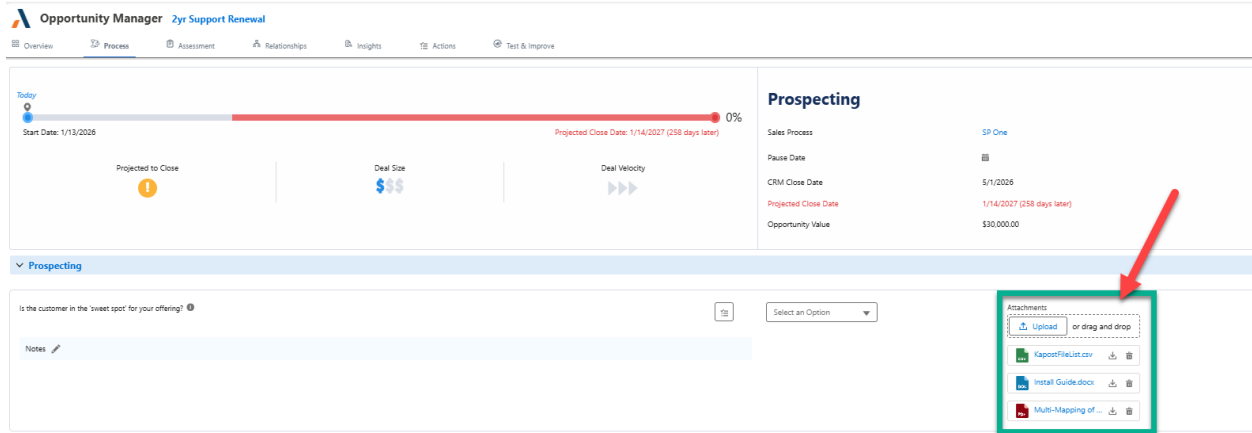 Opportunity Manager 2yr Support Renewal
Overview Process Assessment Relationships Insights Actions Test & Improve
Today
0%
Start Date: 1/13/2026 Projected Close Date: 1/14/2027 (258 days later)
Projected to Close Deal Size Deal Velocity
$$$
Prospecting
Sales Process SP One
Pause Date
CRM Close Date 5/1/2026
Projected Close Date 1/14/2027 (258 days later)
Opportunity Value $30,000.00
Prospecting
Is the customer in the 'sweet spot' for your offering?
Select an Option
Notes
Attachments
Upload or drag and drop
KapostFileList.csv
Install Guide.docx
Multi-Mapping of ...